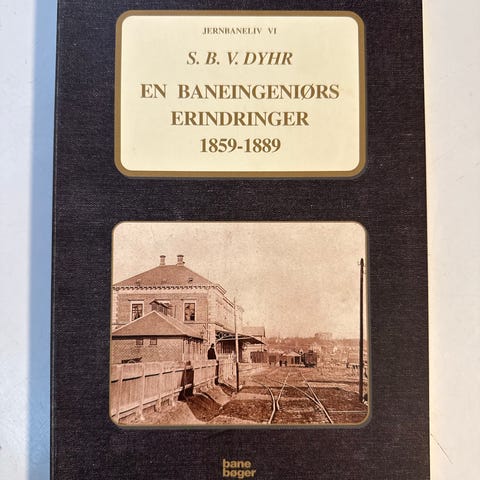 JERNBANELIV VI
S. B. V. DYHR
EN BANEINGENIØRS
ERINDRINGER
1859-1889
bane
bøger